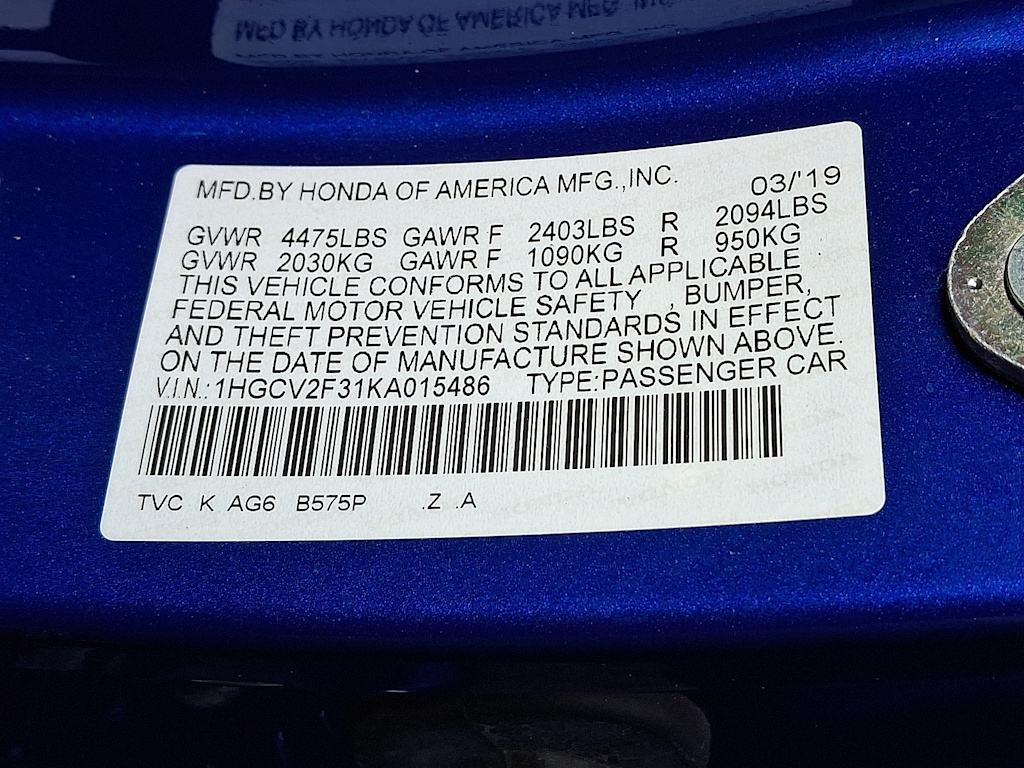 MFD.BY HONDA OF AMERICA MFG.,INC. 03/'19
GVWR 4475LBS GAWR F 2403LBS R 2094LBS
GVWR 2030KG GAWR F 1090KG R 950KG
THIS VEHICLE CONFORMS TO ALL APPLICABLE
FEDERAL MOTOR VEHICLE SAFETY , BUMPER,
AND THEFT PREVENTION STANDARDS IN EFFECT
ON THE DATE OF MANUFACTURE SHOWN ABOVE.
V.I.N.: 1HGCV2F31KA015486 TYPE:PASSENGER CAR
TVC K AG6 B575P .Z .A